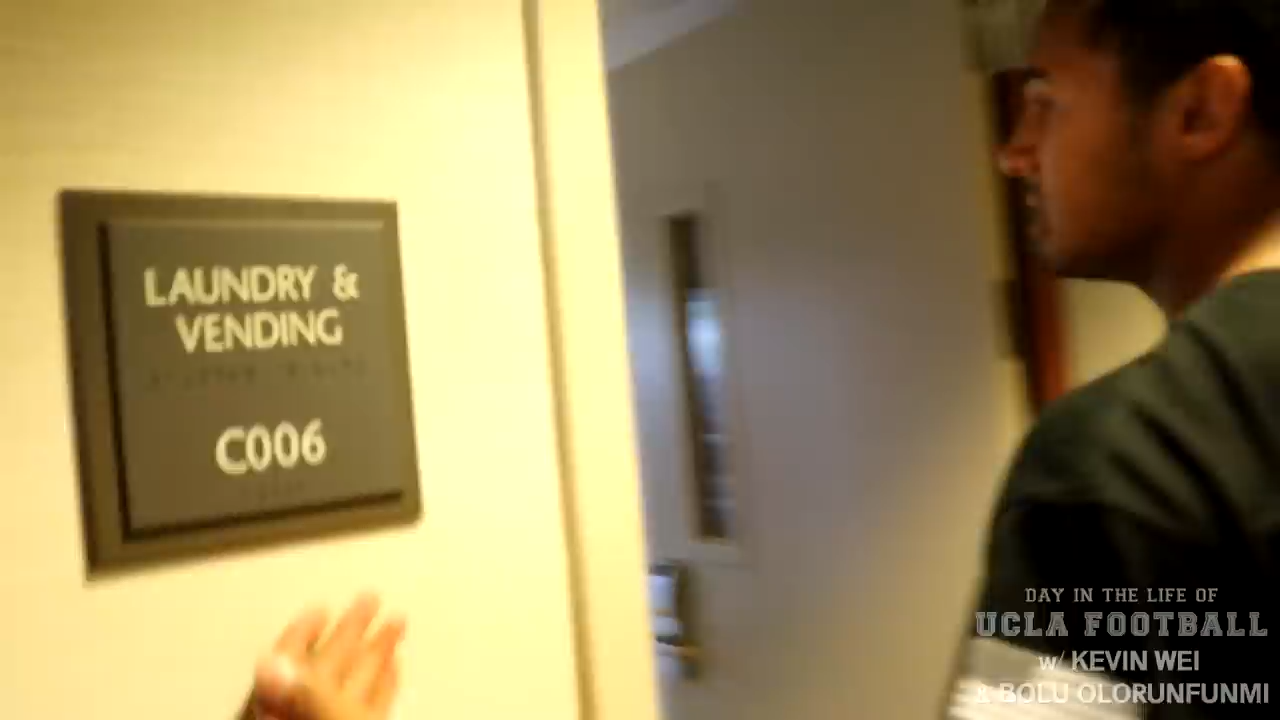 LAUNDRY &
VENDING
C006
DAY IN THE LIFE OF
UCLA FOOTBALL
w/ KEVIN WEI
& BOLU OLORUNFUNMI